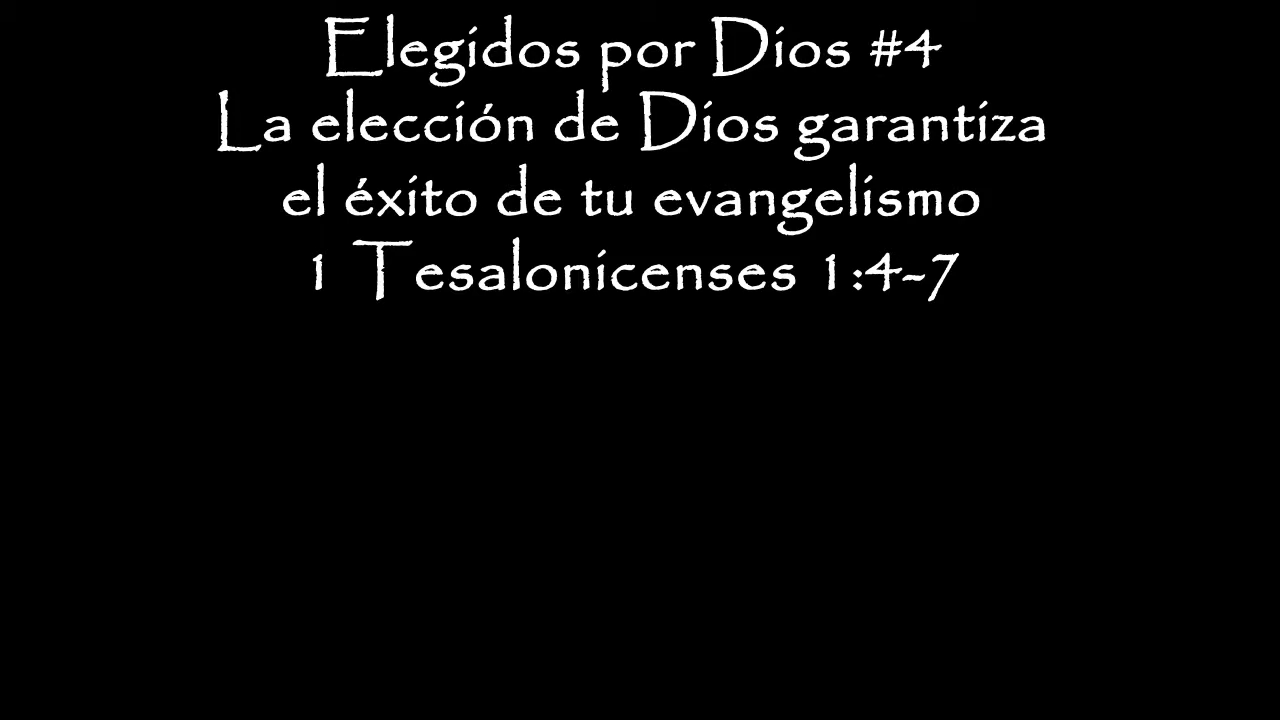 Elegidos por Dios #4
La elección de Dios garantiza
el éxito de tu evangelismo
1 Tesalonicenses 1:4-7